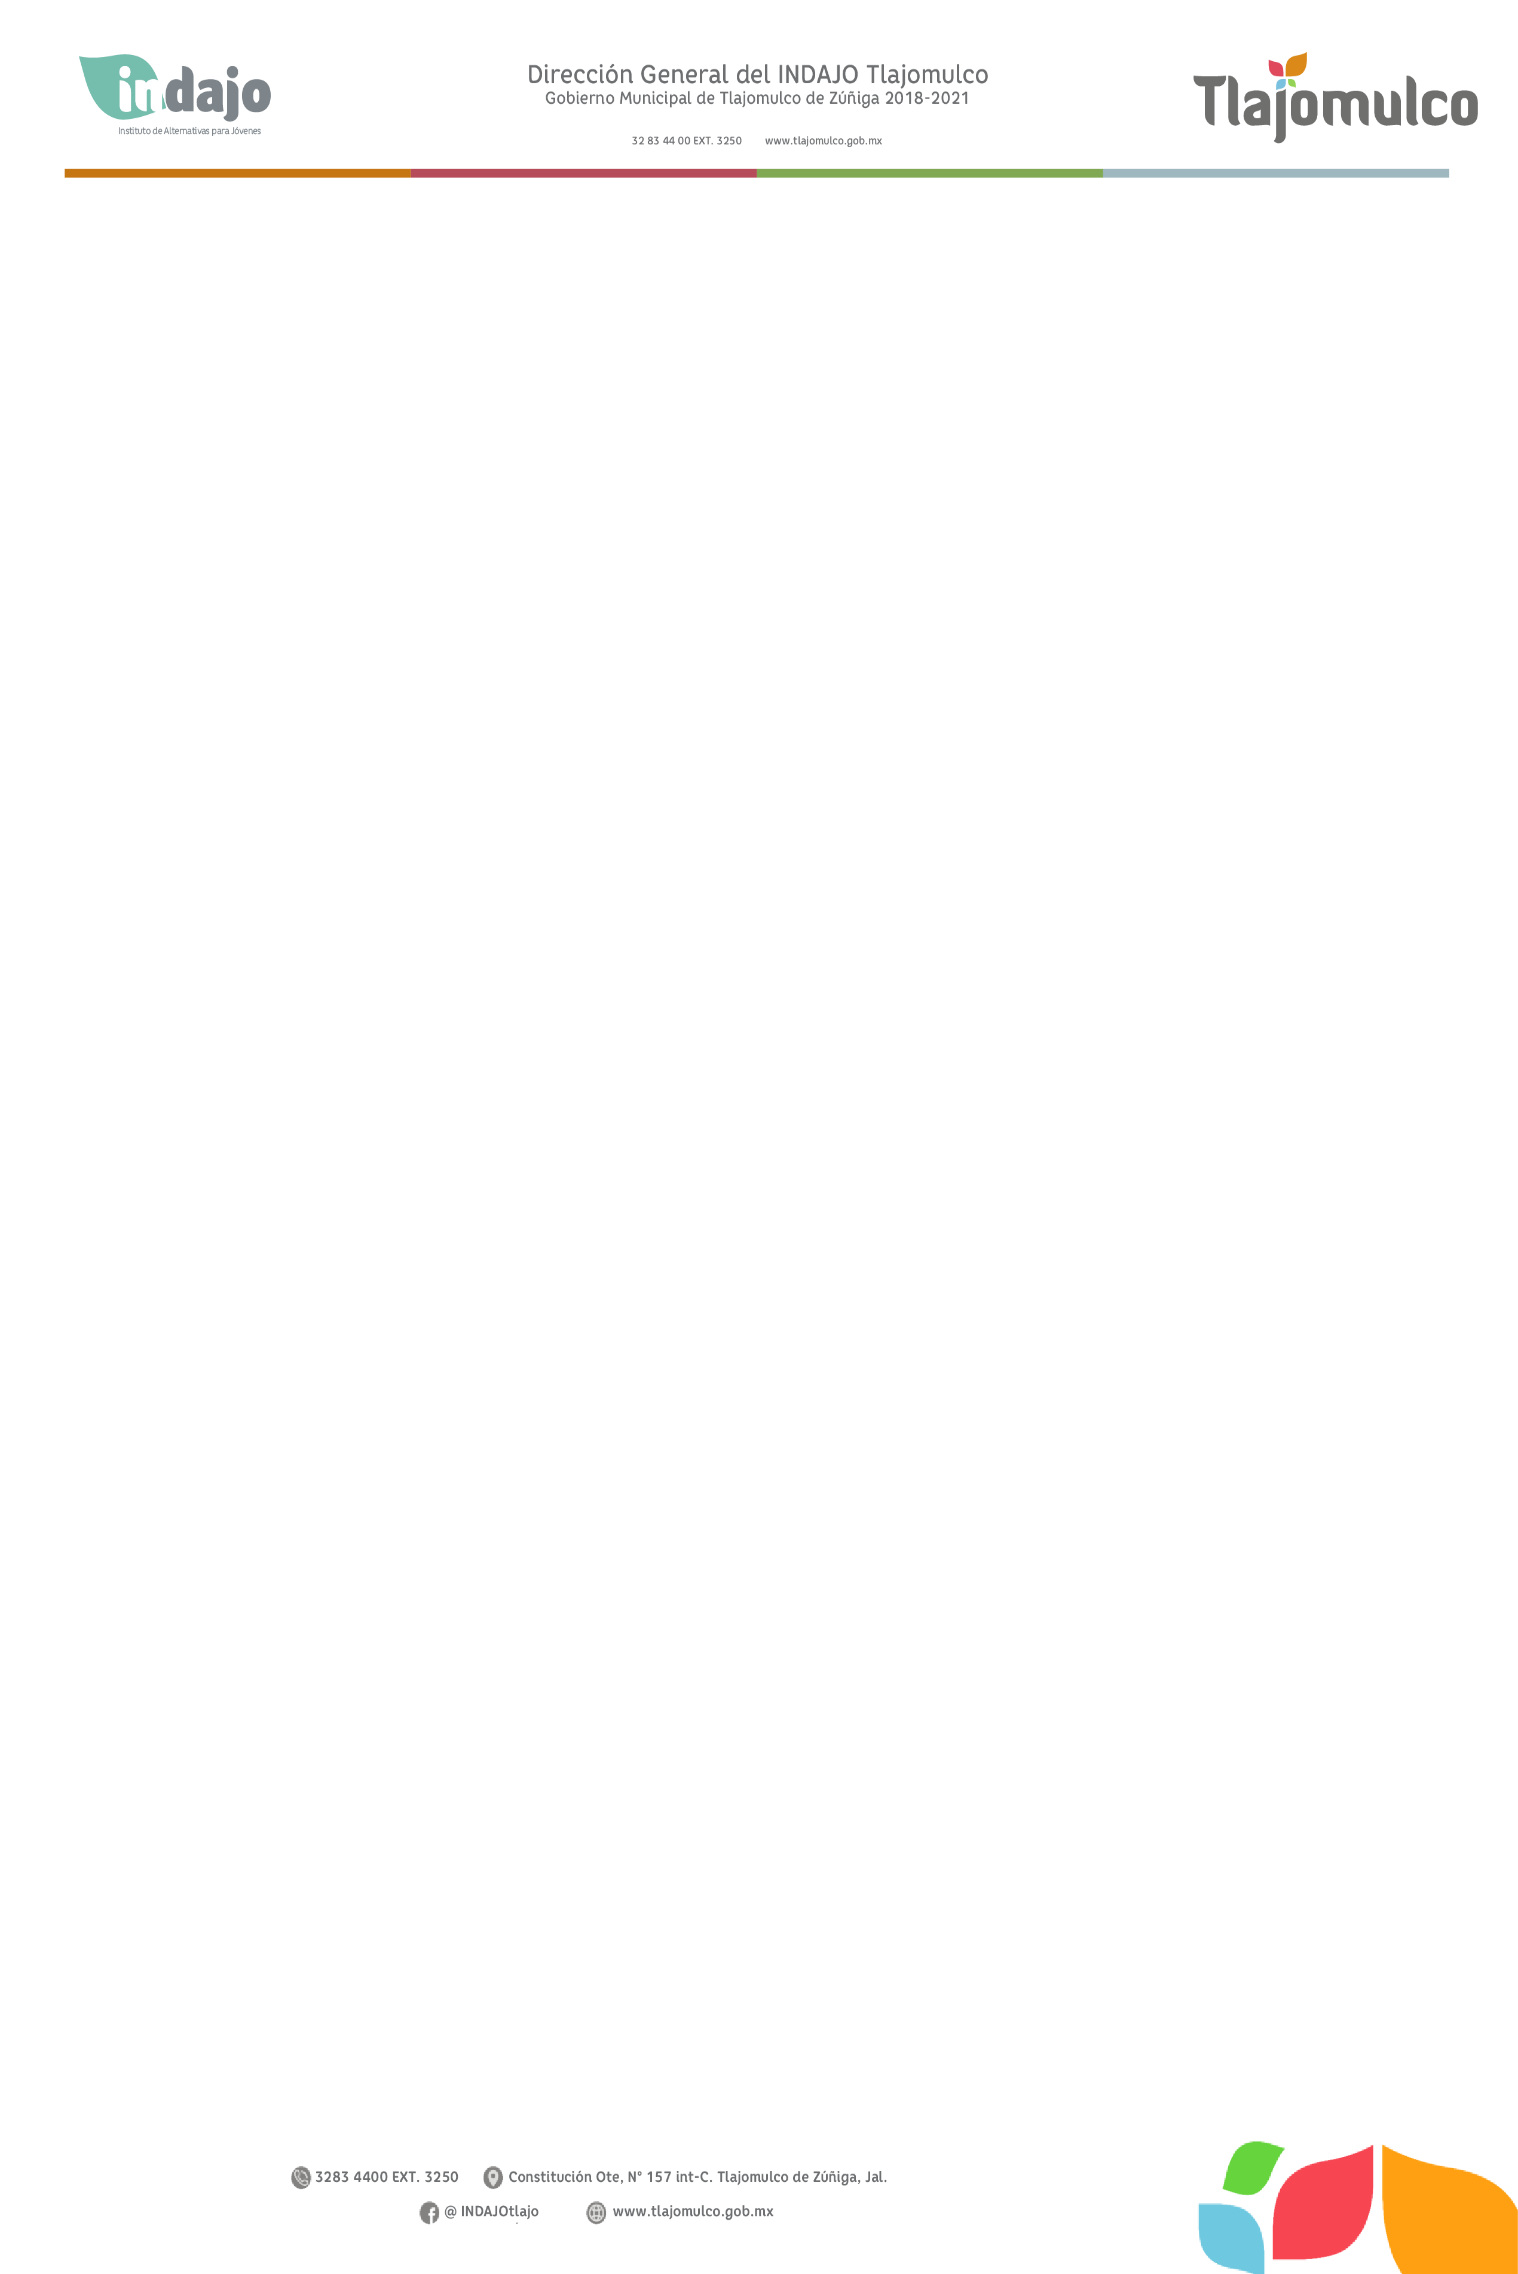 indajo
Instituto de Alternativas para Jóvenes
Dirección General del INDAJO Tlajomulco
Gobierno Municipal de Tlajomulco de Zúñiga 2018-2021
32 83 44 00 EXT. 3250 www.tlajomulco.gob.mx
Tlajomulco
3283 4400 EXT. 3250 Constitución Ote, N° 157 int-C. Tlajomulco de Zúñiga, Jal.
@ INDAJOtlajo www.tlajomulco.gob.mx